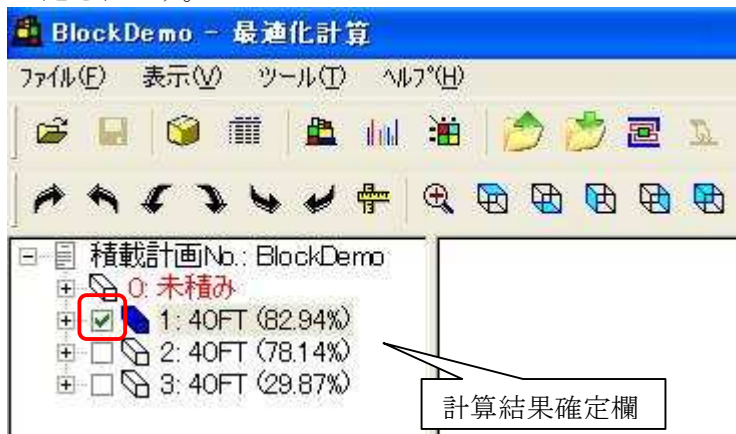 BlockDemo - 最適化計算
ファイル(F) 表示(V) ツール(T) ヘルプ(H)
積載計画No.: BlockDemo
0: 未積み
1: 40FT (82.94%)
2: 40FT (78.14%)
3: 40FT (29.87%)
計算結果確定欄